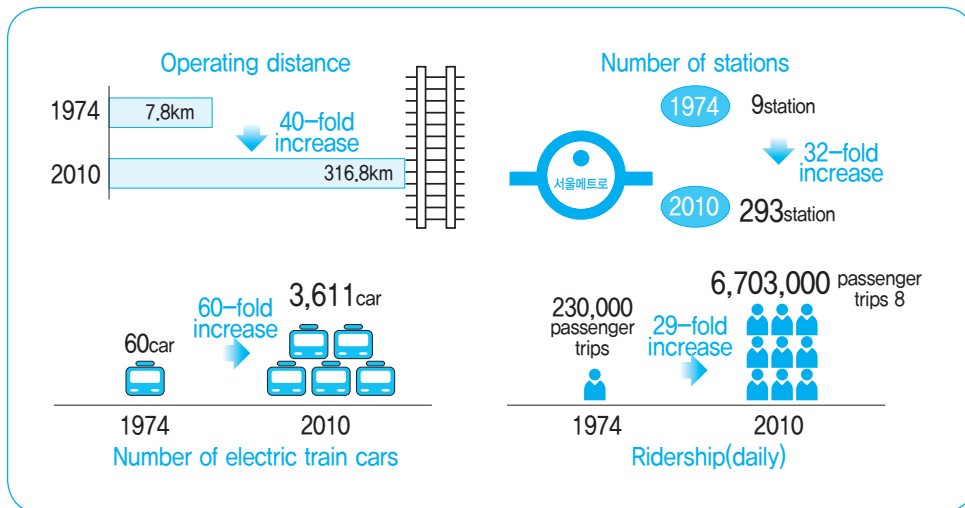 Operating distance
1974
7.8km
40-fold
increase
2010
316.8km
Number of stations
1974
9station
32-fold
increase
서울메트로
2010
293station
60car
60-fold
increase
3,611car
1974
2010
Number of electric train cars
230,000
passenger
trips
29-fold
increase
6,703,000 passenger
trips 8
1974
2010
Ridership(daily)